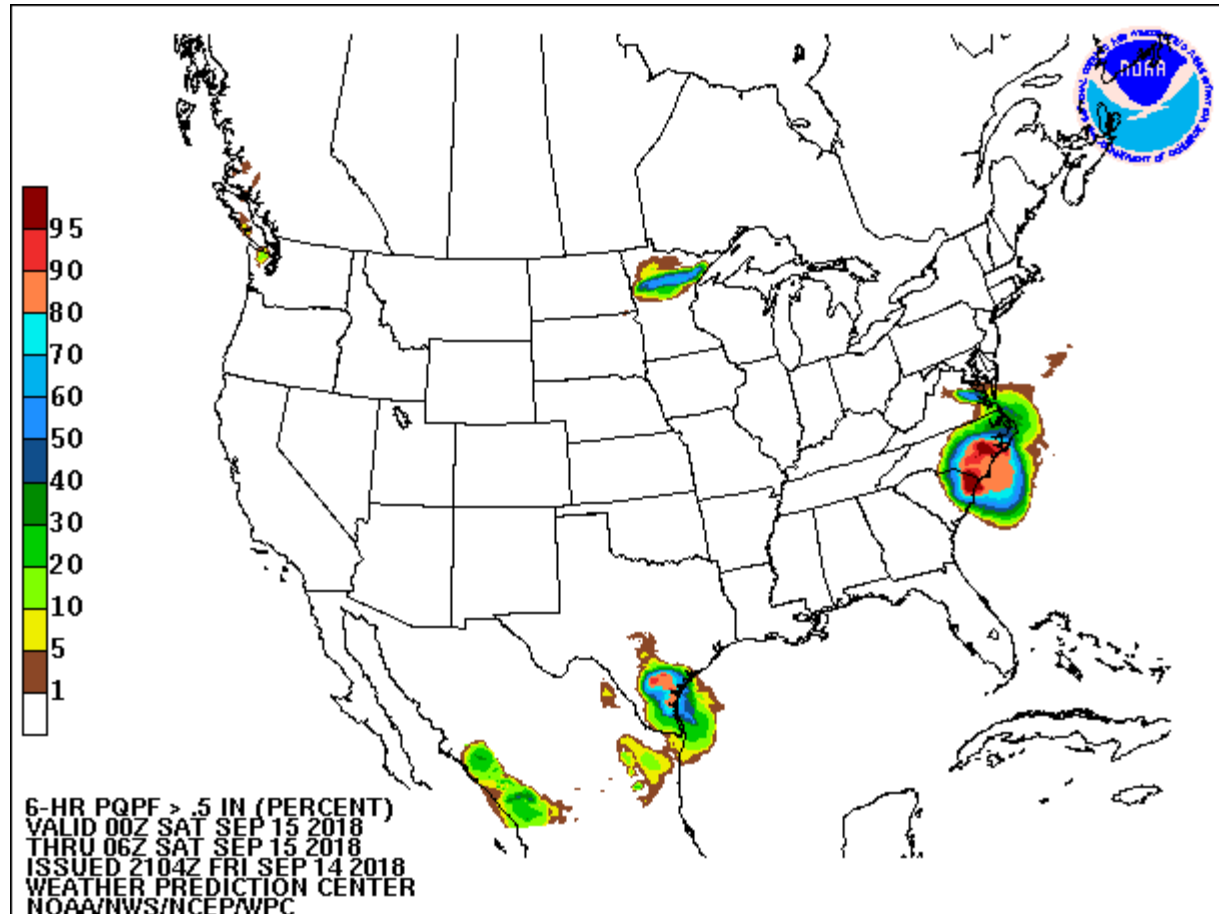 NOAA
95
90
80
70
60
50
40
30
20
10
5
1
6-HR PQPF > .5 IN (PERCENT)
VALID 00Z SAT SEP 15 2018
THRU 06Z SAT SEP 15 2018
ISSUED 2104Z FRI SEP 14 2018
WEATHER PREDICTION CENTER
NOAA/NWS/NCEP/WPC